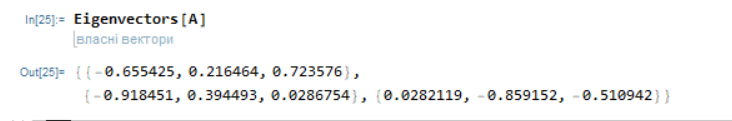 In[25]:= Eigenvectors[A]
власні вектори
Out[25]= {{-0.655425, 0.216464, 0.723576},
{-0.918451, 0.394493, 0.0286754}, {0.0282119, -0.859152, -0.510942}}